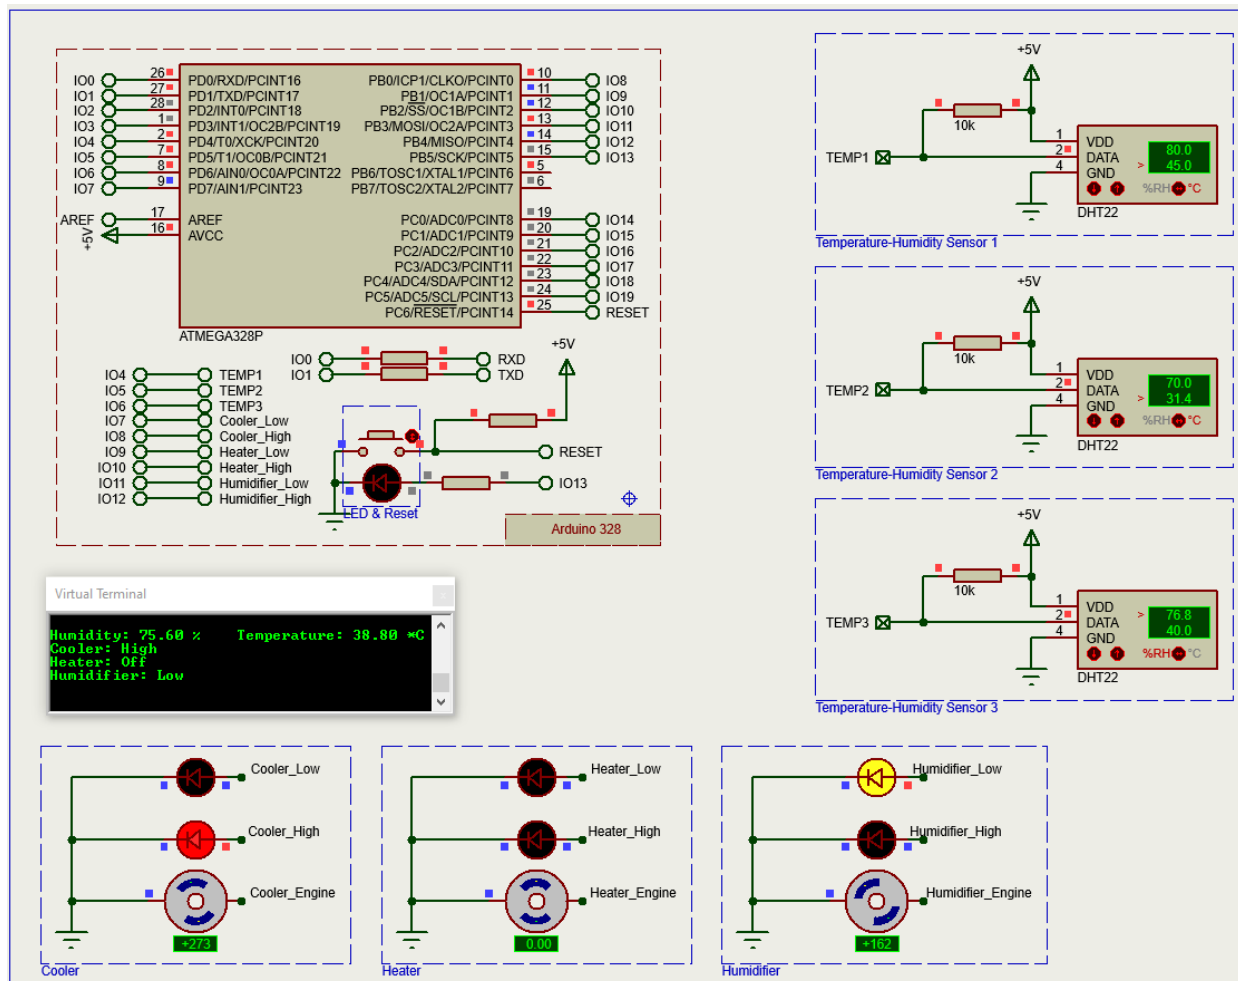 26
IO0
PD0/RXD/PCINT16
PB0/ICP1/CLKO/PCINT0
10
IO8
27
IO1
PD1/TXD/PCINT17
PB1/OC1A/PCINT1
11
IO9
28
IO2
PD2/INT0/PCINT18
PB2/SS/OC1B/PCINT2
12
IO10
1
IO3
PD3/INT1/OC2B/PCINT19
PB3/MOSI/OC2A/PCINT3
13
IO11
2
IO4
PD4/T0/XCK/PCINT20
PB4/MISO/PCINT4
14
IO12
7
IO5
PD5/T1/OC0B/PCINT21
PB5/SCK/PCINT5
15
IO13
8
IO6
PD6/AIN0/OC0A/PCINT22
PB6/TOSC1/XTAL1/PCINT6
5
9
IO7
PD7/AIN1/PCINT23
PB7/TOSC2/XTAL2/PCINT7
6
17
AREF
AREF
PC0/ADC0/PCINT8
19
IO14
16
+5V
AVCC
PC1/ADC1/PCINT9
20
IO15
PC2/ADC2/PCINT10
21
IO16
PC3/ADC3/PCINT11
22
IO17
PC4/ADC4/SDA/PCINT12
23
IO18
PC5/ADC5/SCL/PCINT13
24
IO19
PC6/RESET/PCINT14
25
RESET
ATMEGA328P
IO0
RXD
IO1
TXD
+5V
IO4 TEMP1
IO5 TEMP2
IO6 TEMP3
IO7 Cooler_Low
IO8 Cooler_High
IO9 Heater_Low
IO10 Heater_High
IO11 Humidifier_Low
IO12 Humidifier_High
RESET
IO13
LED & Reset
Arduino 328
+5V
10k
TEMP1
1 VDD
2 DATA
4 GND
80.0
> 45.0
%RH °C
DHT22
Temperature-Humidity Sensor 1
+5V
10k
TEMP2
1 VDD
2 DATA
4 GND
70.0
> 31.4
%RH °C
DHT22
Temperature-Humidity Sensor 2
+5V
10k
TEMP3
1 VDD
2 DATA
4 GND
> 76.8
40.0
%RH °C
DHT22
Temperature-Humidity Sensor 3
Virtual Terminal
x
Humidity: 75.60 % Temperature: 38.80 *C
Cooler: High
Heater: Off
Humidifier: Low
Cooler_Low
Cooler_High
Cooler_Engine
+273
Cooler
Heater_Low
Heater_High
Heater_Engine
0.00
Heater
Humidifier_Low
Humidifier_High
Humidifier_Engine
+162
Humidifier